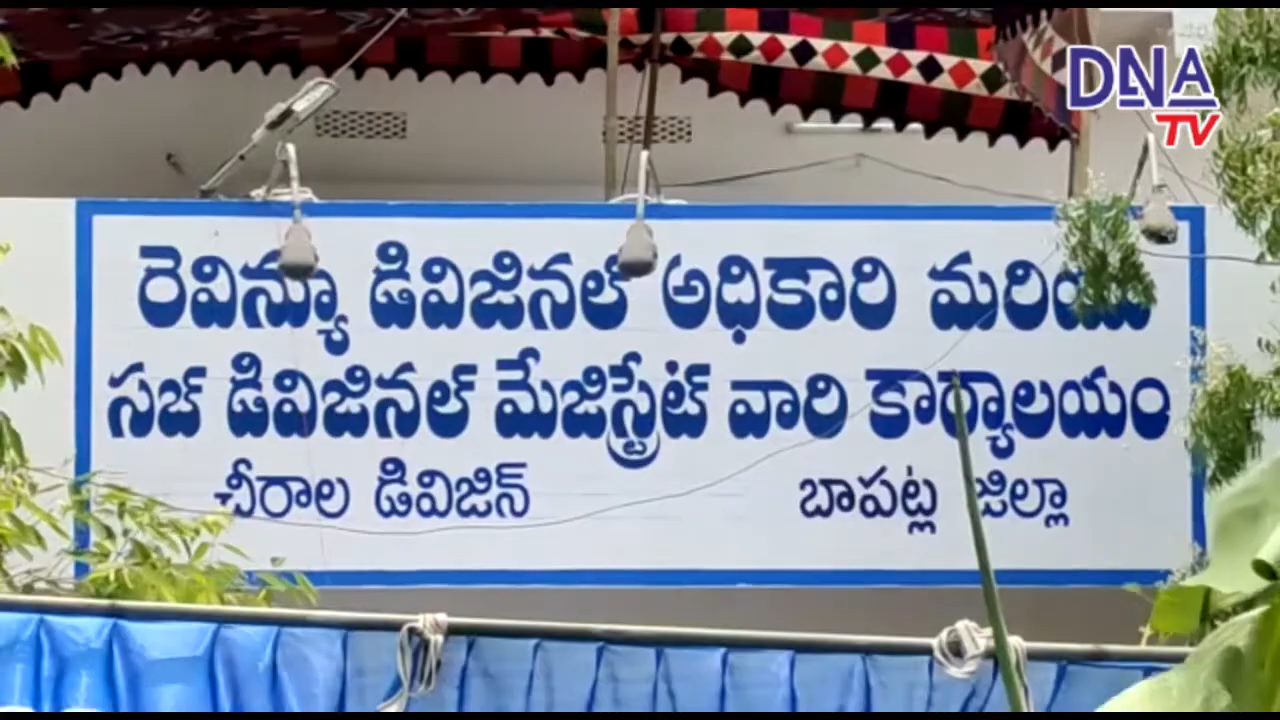 DNA
TV
రెవిన్యూ డివిజినల్ అధికారి మరియు
సబ్ డివిజినల్ మేజిస్ట్రేట్ వారి కార్యాలయం
చీరాల డివిజిన్ బాపట్ల జిల్లా